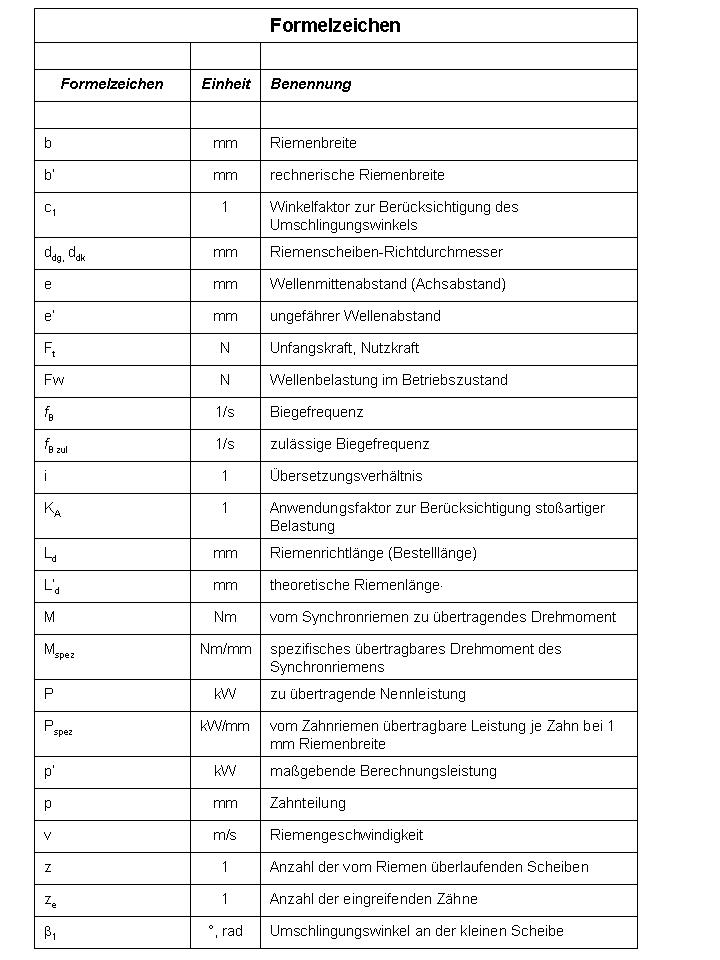 Formelzeichen
Formelzeichen Einheit Benennung
b mm Riemenbreite
b' mm rechnerische Riemenbreite
c1 1 Winkelfaktor zur Berücksichtigung des
Umschlingungswinkels
ddg, ddk mm Riemenscheiben-Richtdurchmesser
e mm Wellenmittenabstand (Achsabstand)
e' mm ungefährer Wellenabstand
Ft N Unfangskraft, Nutzkraft
Fw N Wellenbelastung im Betriebszustand
fB 1/s Biegefrequenz
fB zul 1/s zulässige Biegefrequenz
i 1 Übersetzungsverhältnis
KA 1 Anwendungsfaktor zur Berücksichtigung stoßartiger
Belastung
Ld mm Riemenrichtlänge (Bestelllänge)
L'd mm theoretische Riemenlänge·
M Nm vom Synchronriemen zu übertragendes Drehmoment
Mspez Nm/mm spezifisches übertragbares Drehmoment des
Synchronriemens
P kW zu übertragende Nennleistung
Pspez kW/mm vom Zahnriemen übertragbare Leistung je Zahn bei 1
mm Riemenbreite
p' kW maßgebende Berechnungsleistung
p mm Zahnteilung
v m/s Riemengeschwindigkeit
z 1 Anzahl der vom Riemen überlaufenden Scheiben
ze 1 Anzahl der eingreifenden Zähne
β1 °, rad Umschlingungswinkel an der kleinen Scheibe